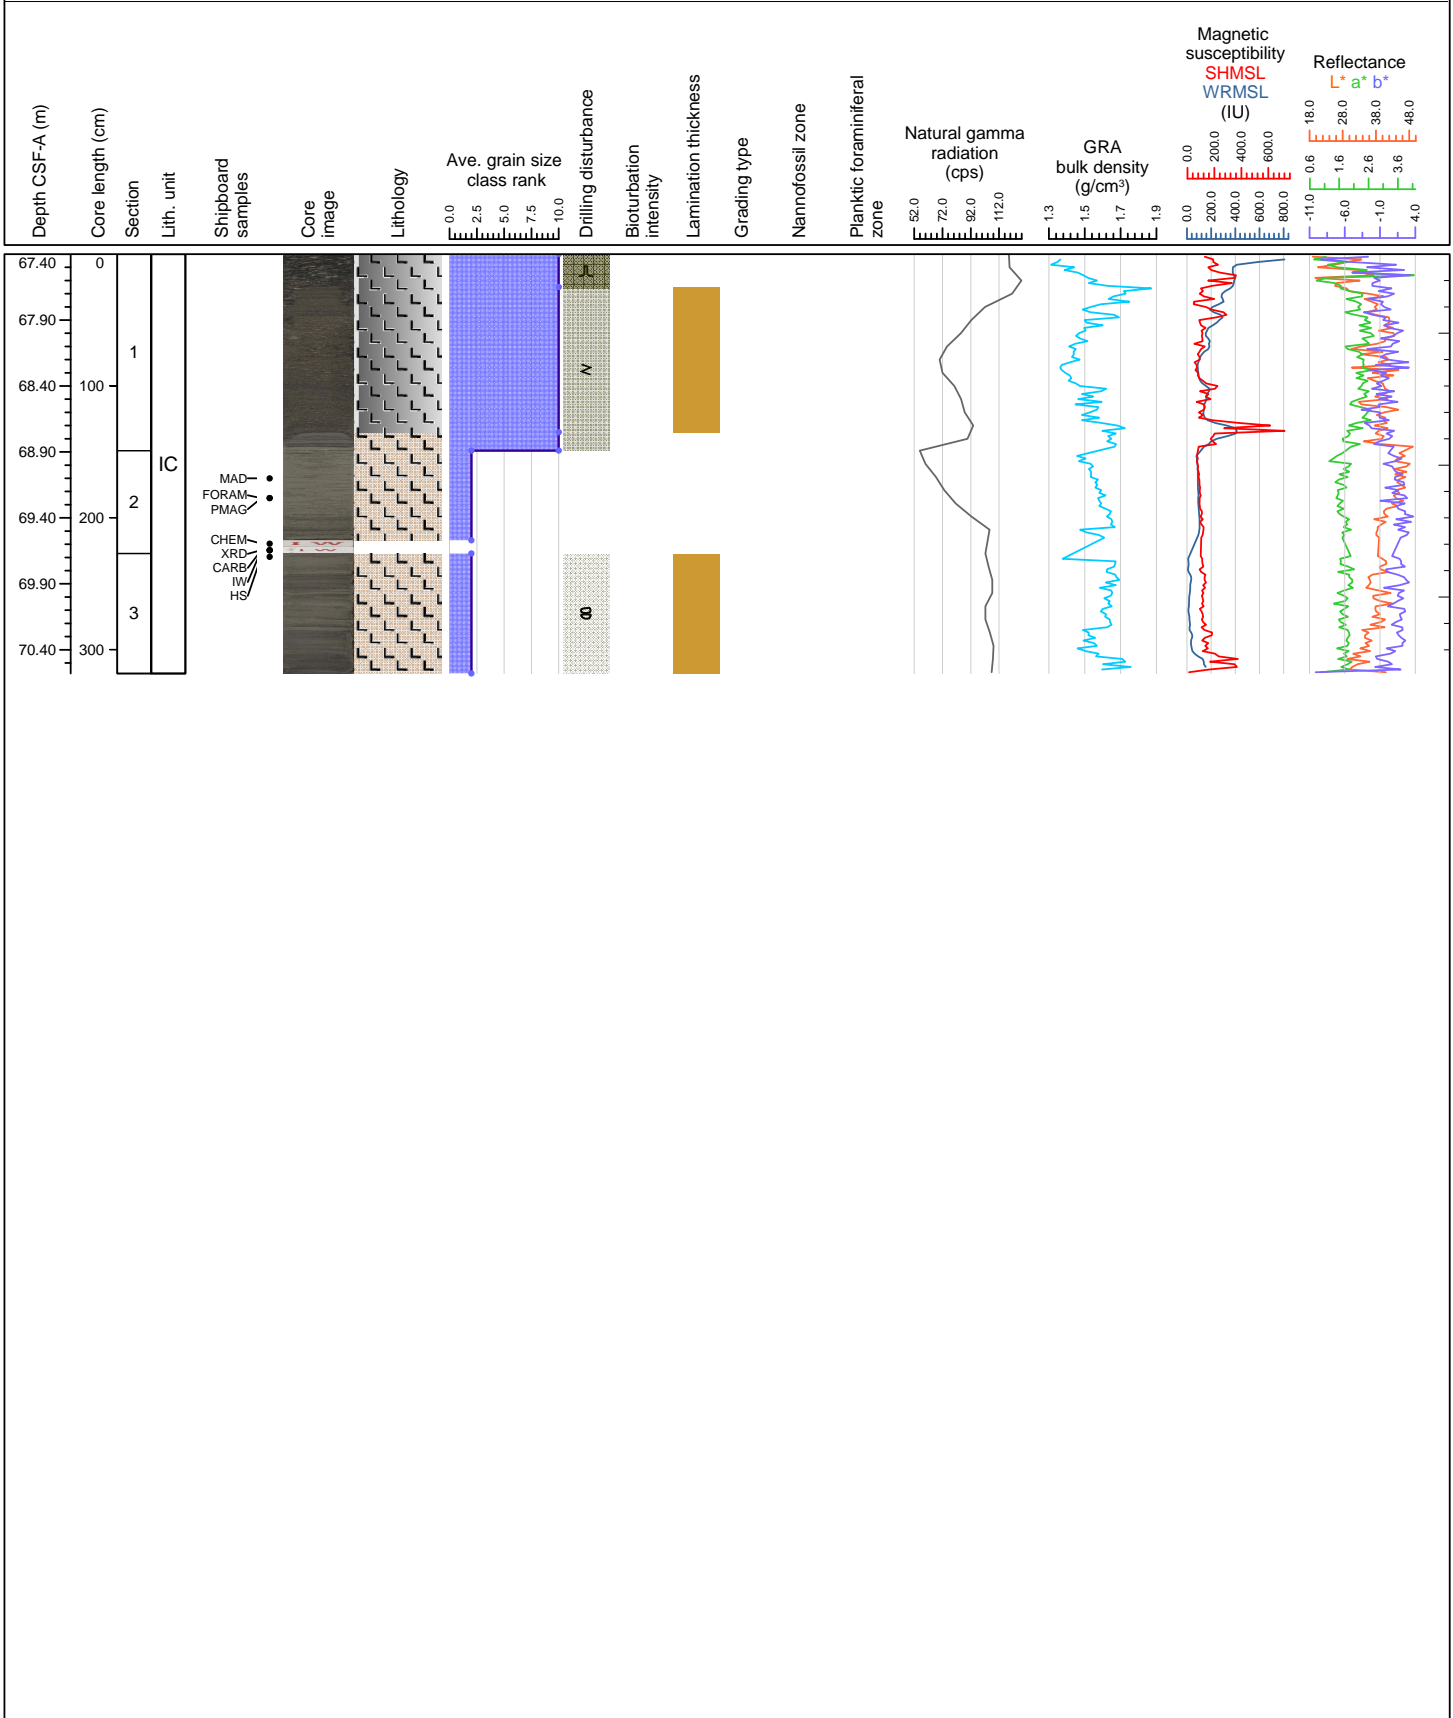 Depth CSF-A (m)
Core length (cm)
Section
Lith. unit
Shipboard
samples
Core
image
Lithology
Ave. grain size
class rank
0.0
2.5
5.0
7.5
10.0
Drilling disturbance
Bioturbation
intensity
Lamination thickness
Grading type
Nannofossil zone
Planktic foraminiferal
zone
Natural gamma
radiation
(cps)
52.0
72.0
92.0
112.0
GRA
bulk density
(g/cm³)
1.3
1.5
1.7
1.9
Magnetic
susceptibility
SHMSL
WRMSL
(IU)
0.0
200.0
400.0
600.0
0.0
200.0
400.0
600.0
800.0
Reflectance
L* a* b*
18.0
28.0
38.0
48.0
0.6
1.6
2.6
3.6
-11.0
-6.0
-1.0
4.0
67.40
67.90
68.40
68.90
69.40
69.90
70.40
0
100
200
300
1
2
3
IC
MAD
FORAM
PMAG
CHEM
XRD
CARB
IW
HS
I W
I W